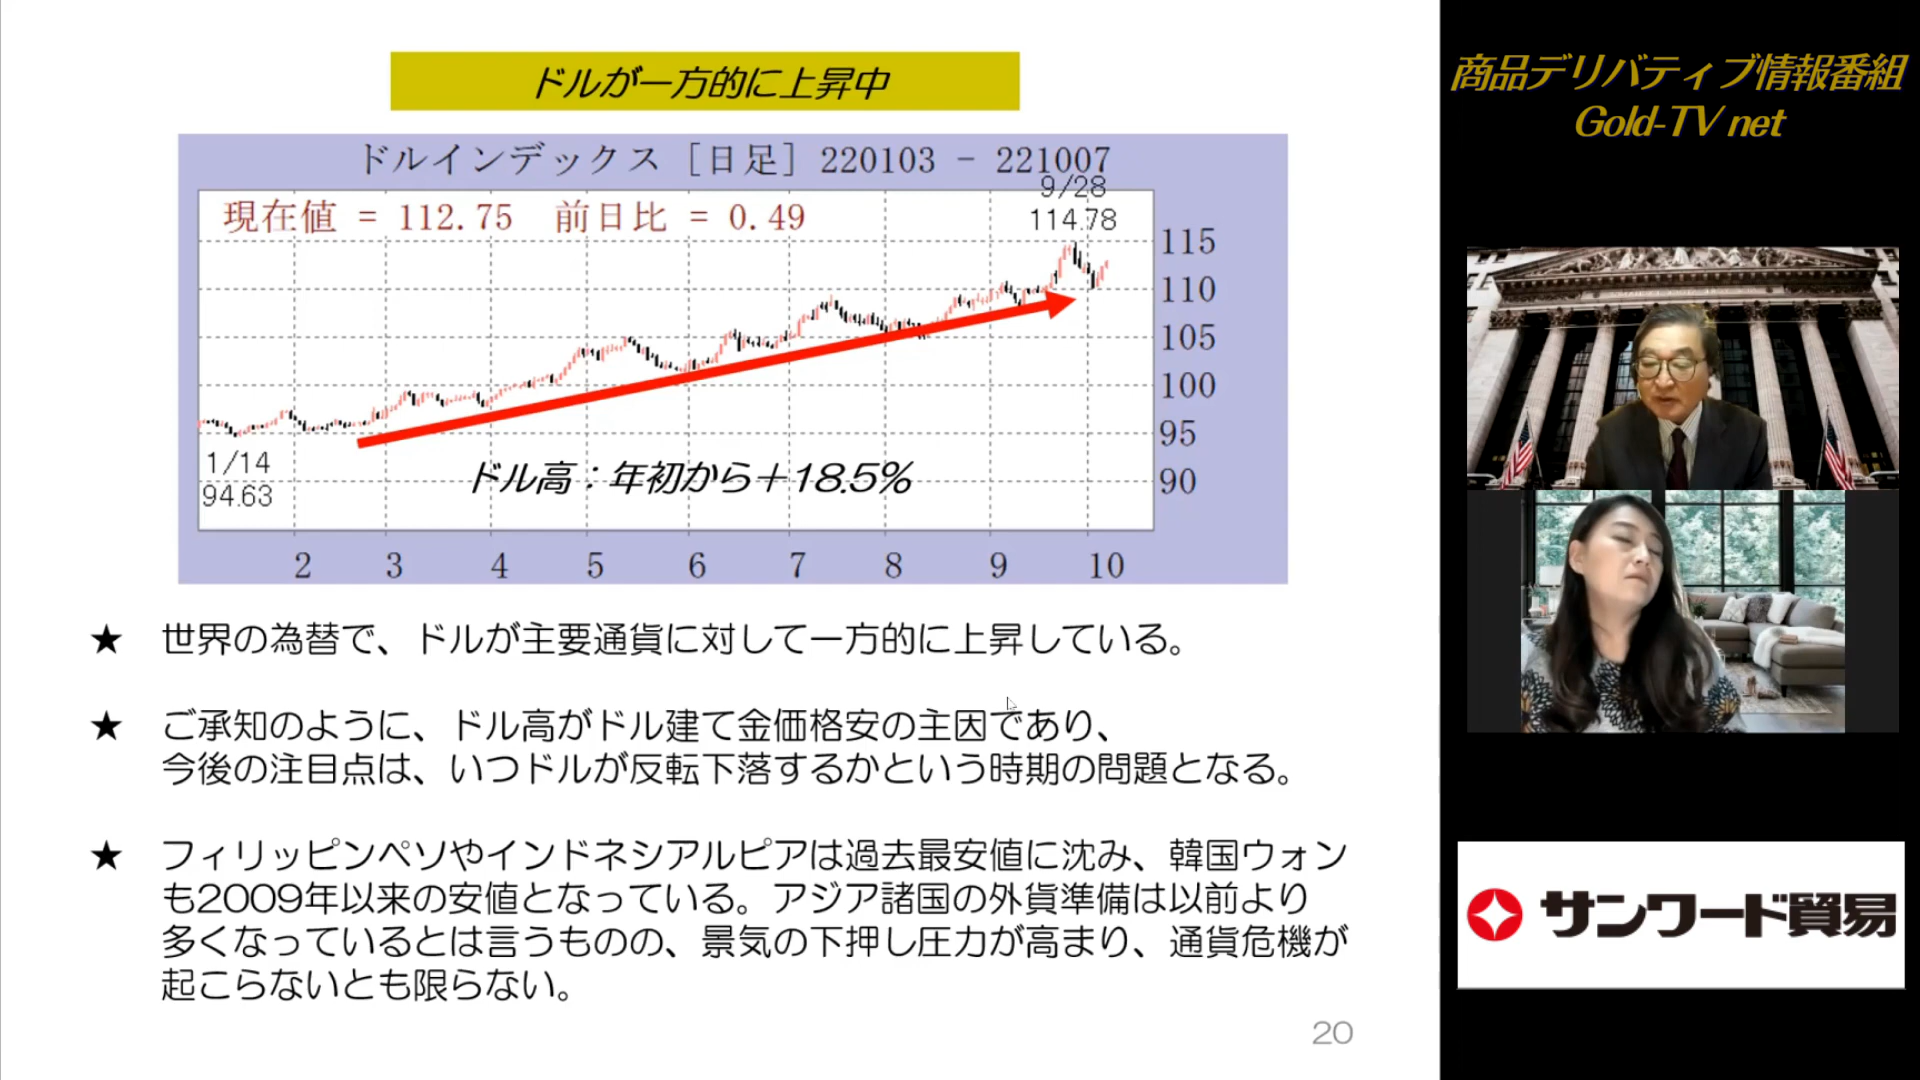 ドルが一方的に上昇中
ドルインデックス [日足] 220103 - 221007
現在値 = 112.75 前日比 = 0.49
9/28
114.78
115
110
105
100
95
90
1/14
94.63
ドル高:年初から+18.5%
2 3 4 5 6 7 8 9 10
★ 世界の為替で、ドルが主要通貨に対して一方的に上昇している。
★ ご承知のように、ドル高がドル建て金価格安の主因であり、
今後の注目点は、いつドルが反転下落するかという時期の問題となる。
★ フィリッピンペソやインドネシアルピアは過去最安値に沈み、韓国ウォン
も2009年以来の安値となっている。アジア諸国の外貨準備は以前より
多くなっているとは言うものの、景気の下押し圧力が高まり、通貨危機が
起こらないとも限らない。
20
商品デリバティブ情報番組
Gold-TV net
サンワード貿易